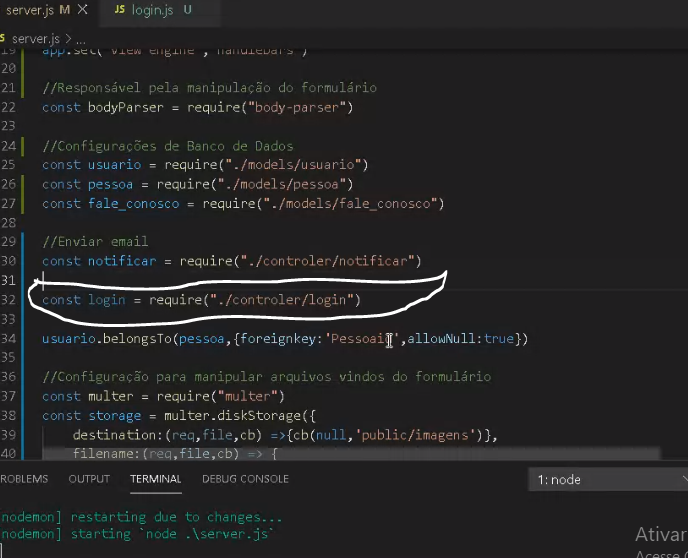 server.js M X JS login.js U
server.js > ...
19 app.set("view engine", handlebars )
20
21 //Responsável pela manipulação do formulário
22 const bodyParser = require("body-parser")
23
24 //Configurações de Banco de Dados
25 const usuario = require("./models/usuario")
26 const pessoa = require("./models/pessoa")
27 const fale_conosco = require("./models/fale_conosco")
28
29 //Enviar email
30 const notificar = require("./controler/notificar")
31
32 const login = require("./controler/login")
33
34 usuario.belongsTo(pessoa,{foreignkey:'Pessoaid',allowNull:true})
35
36 //Configuração para manipular arquivos vindos do formulário
37 const multer = require("multer")
38 const storage = multer.diskStorage({
39 destination:(req,file,cb) =>{cb(null,'public/imagens')},
40 filename:(req,file,cb) => {
ROBLEMS OUTPUT TERMINAL DEBUG CONSOLE 1: node
nodemon] restarting due to changes...
nodemon] starting `node .\server.js`
Ativar